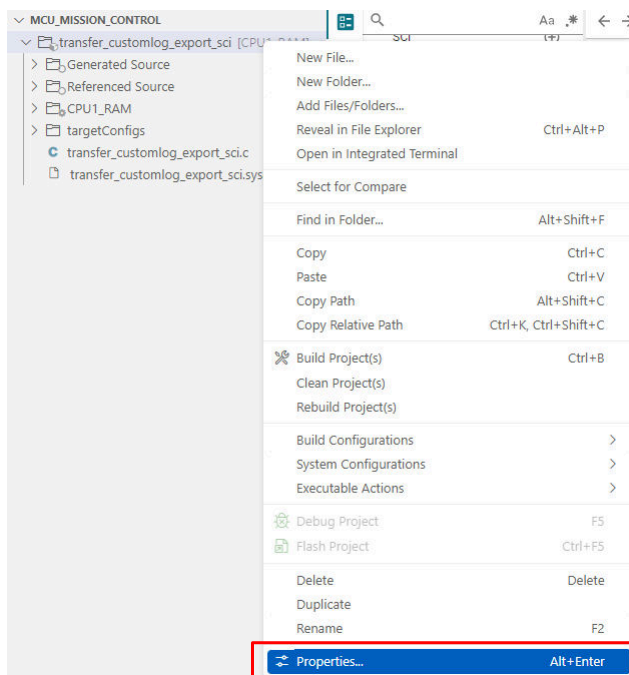 MCU_MISSION_CONTROL
Aa .*
transfer_customlog_export_sci
New File...
Generated Source
New Folder...
Referenced Source
Add Files/Folders...
CPU1_RAM
Reveal in File Explorer Ctrl+Alt+P
targetConfigs
Open in Integrated Terminal
transfer_customlog_export_sci.c
transfer_customlog_export_sci.sys
Select for Compare
Find in Folder... Alt+Shift+F
Copy Ctrl+C
Paste Ctrl+V
Copy Path Alt+Shift+C
Copy Relative Path Ctrl+K, Ctrl+Shift+C
Build Project(s) Ctrl+B
Clean Project(s)
Rebuild Project(s)
Build Configurations
System Configurations
Executable Actions
Debug Project F5
Flash Project Ctrl+F5
Delete Delete
Duplicate
Rename F2
Properties... Alt+Enter